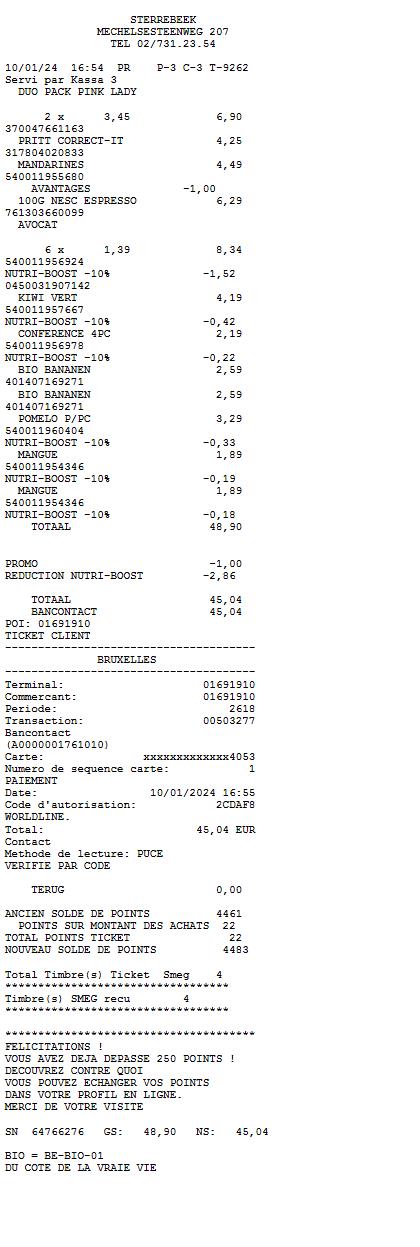 STERREBEEK
MECHELSESTEENWEG 207
TEL 02/731.23.54
10/01/24 16:54 PR P-3 C-3 T-9262
Servi par Kassa 3
DUO PACK PINK LADY
2 x 3,45 6,90
370047661163
PRITT CORRECT-IT 4,25
317804020833
MANDARINES 4,49
540011955680
AVANTAGES -1,00
100G NESC ESPRESSO 6,29
761303660099
AVOCAT
6 x 1,39 8,34
540011956924
NUTRI-BOOST -10% -1,52
0450031907142
KIWI VERT 4,19
540011957667
NUTRI-BOOST -10% -0,42
CONFERENCE 4PC 2,19
540011956978
NUTRI-BOOST -10% -0,22
BIO BANANEN 2,59
401407169271
BIO BANANEN 2,59
401407169271
POMELO P/PC 3,29
540011960404
NUTRI-BOOST -10% -0,33
MANGUE 1,89
540011954346
NUTRI-BOOST -10% -0,19
MANGUE 1,89
540011954346
NUTRI-BOOST -10% -0,18
TOTAAL 48,90
PROMO -1,00
REDUCTION NUTRI-BOOST -2,86
TOTAAL 45,04
BANCONTACT 45,04
POI: 01691910
TICKET CLIENT
--------------------------------------
BRUXELLES
--------------------------------------
Terminal: 01691910
Commercant: 01691910
Periode: 2618
Transaction: 00503277
Bancontact
(A0000001761010)
Carte: xxxxxxxxxxxxx4053
Numero de sequence carte: 1
PAIEMENT
Date: 10/01/2024 16:55
Code d'autorisation: 2CDAF8
WORLDLINE.
Total: 45,04 EUR
Contact
Methode de lecture: PUCE
VERIFIE PAR CODE
TERUG 0,00
ANCIEN SOLDE DE POINTS 4461
POINTS SUR MONTANT DES ACHATS 22
TOTAL POINTS TICKET 22
NOUVEAU SOLDE DE POINTS 4483
Total Timbre(s) Ticket Smeg 4
**********************************
Timbre(s) SMEG recu 4
**********************************
**************************************
FELICITATIONS !
VOUS AVEZ DEJA DEPASSE 250 POINTS !
DECOUVREZ CONTRE QUOI
VOUS POUVEZ ECHANGER VOS POINTS
DANS VOTRE PROFIL EN LIGNE.
MERCI DE VOTRE VISITE
SN 64766276 GS: 48,90 NS: 45,04
BIO = BE-BIO-01
DU COTE DE LA VRAIE VIE